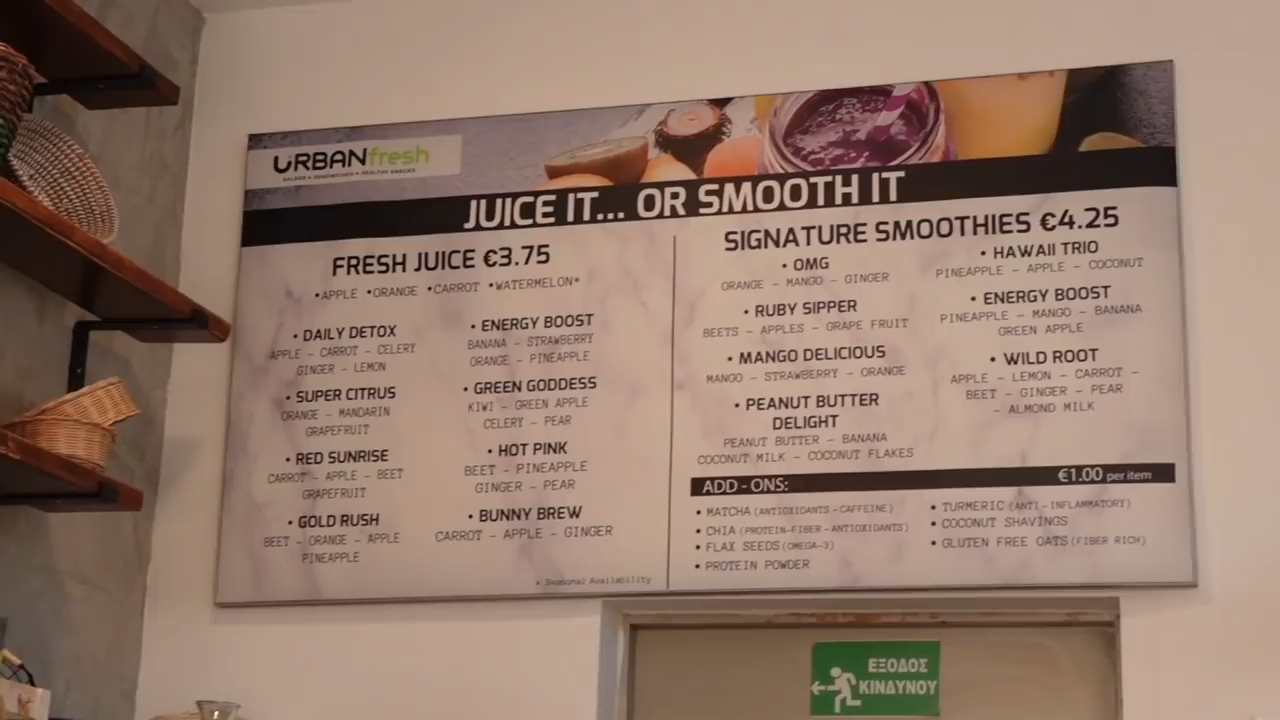 URBANfresh
SALADS • SANDWICHES • HEALTHY SNACKS
JUICE IT... OR SMOOTH IT
FRESH JUICE €3.75
•APPLE •ORANGE •CARROT •WATERMELON*
• DAILY DETOX
APPLE - CARROT - CELERY
GINGER - LEMON
• SUPER CITRUS
ORANGE - MANDARIN
GRAPEFRUIT
• RED SUNRISE
CARROT - APPLE - BEET
GRAPEFRUIT
• GOLD RUSH
BEET - ORANGE - APPLE
PINEAPPLE
• ENERGY BOOST
BANANA - STRAWBERRY
ORANGE - PINEAPPLE
• GREEN GODDESS
KIWI - GREEN APPLE
CELERY - PEAR
• HOT PINK
BEET - PINEAPPLE
GINGER - PEAR
• BUNNY BREW
CARROT - APPLE - GINGER
* Seasonal Availability
SIGNATURE SMOOTHIES €4.25
• OMG
ORANGE - MANGO - GINGER
• RUBY SIPPER
BEETS - APPLES - GRAPE FRUIT
• MANGO DELICIOUS
MANGO - STRAWBERRY - ORANGE
• PEANUT BUTTER
DELIGHT
PEANUT BUTTER - BANANA
COCONUT MILK - COCONUT FLAKES
• HAWAII TRIO
PINEAPPLE - APPLE - COCONUT
• ENERGY BOOST
PINEAPPLE - MANGO - BANANA
GREEN APPLE
• WILD ROOT
APPLE - LEMON - CARROT -
BEET - GINGER - PEAR
- ALMOND MILK
ADD - ONS: €1.00 per item
• MATCHA (ANTIOXIDANTS - CAFFEINE)
• CHIA (PROTEIN-FIBER-ANTIOXIDANTS)
• FLAX SEEDS (OMEGA-3)
• PROTEIN POWDER
• TURMERIC (ANTI-INFLAMMATORY)
• COCONUT SHAVINGS
• GLUTEN FREE OATS (FIBER RICH)
ΕΞΟΔΟΣ
ΚΙΝΔΥΝΟΥ